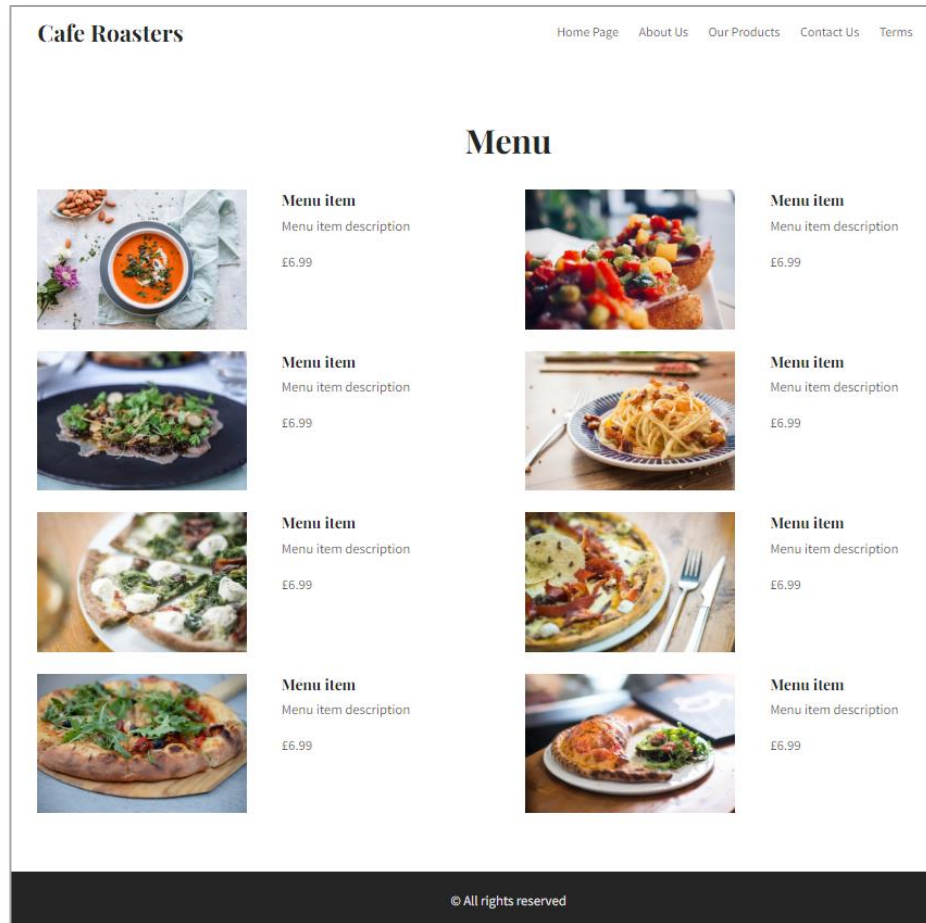 Cafe Roasters
Home Page About Us Our Products Contact Us Terms
Menu
Menu item
Menu item description
£6.99
Menu item
Menu item description
£6.99
Menu item
Menu item description
£6.99
Menu item
Menu item description
£6.99
Menu item
Menu item description
£6.99
Menu item
Menu item description
£6.99
Menu item
Menu item description
£6.99
Menu item
Menu item description
£6.99
© All rights reserved